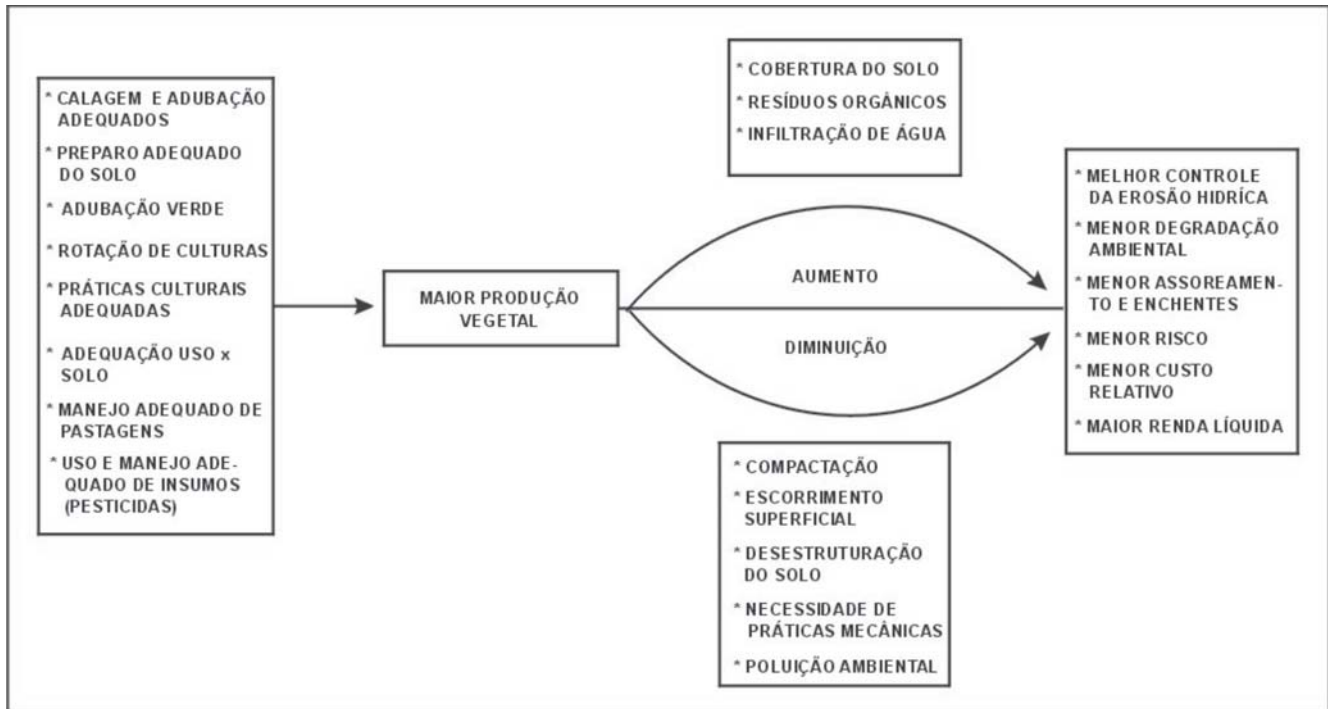 * CALAGEM E ADUBAÇÃO
ADEQUADOS
* PREPARO ADEQUADO
DO SOLO
* ADUBAÇÃO VERDE
* ROTAÇÃO DE CULTURAS
* PRÁTICAS CULTURAIS
ADEQUADAS
* ADEQUAÇÃO USO x
SOLO
* MANEJO ADEQUADO DE
PASTAGENS
* USO E MANEJO ADE-
QUADO DE INSUMOS
(PESTICIDAS)
MAIOR PRODUÇÃO
VEGETAL
* COBERTURA DO SOLO
* RESÍDUOS ORGÂNICOS
* INFILTRAÇÃO DE ÁGUA
AUMENTO
DIMINUIÇÃO
* COMPACTAÇÃO
* ESCORRIMENTO
SUPERFICIAL
* DESESTRUTURAÇÃO
DO SOLO
* NECESSIDADE DE
PRÁTICAS MECÂNICAS
* POLUIÇÃO AMBIENTAL
* MELHOR CONTROLE
DA EROSÃO HIDRÍCA
* MENOR DEGRADAÇÃO
AMBIENTAL
* MENOR ASSOREAMEN-
TO E ENCHENTES
* MENOR RISCO
* MENOR CUSTO
RELATIVO
* MAIOR RENDA LÍQUIDA